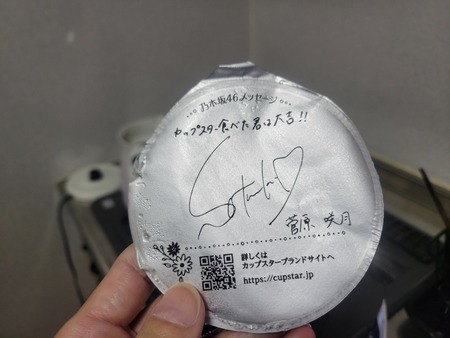 乃木坂46メッセージ
カップスター食べた君は大吉!!
菅原 咲月
詳しくは
カップスターブランドサイトへ
https://cupstar.jp